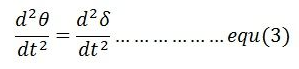 d²θ/dt² = d²δ/dt² … … … … … … equ(3)